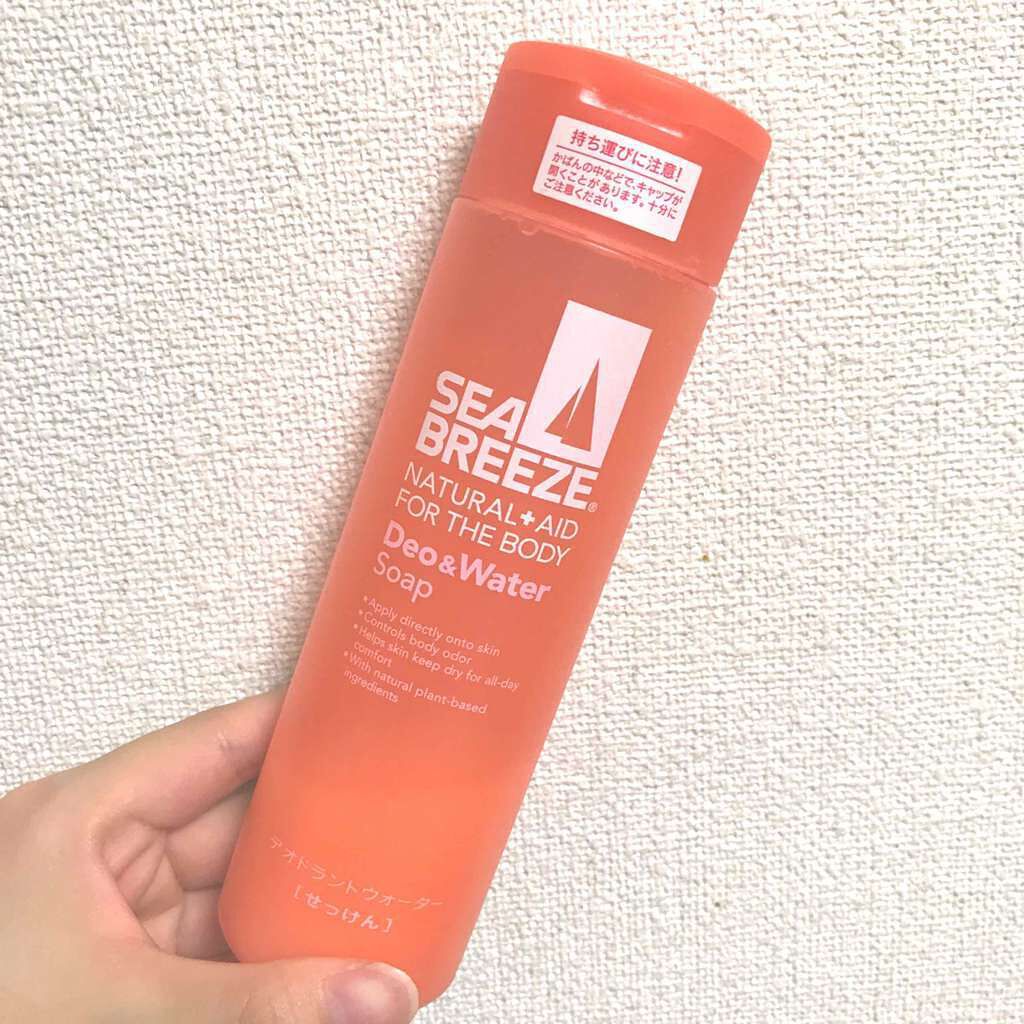 持ち運びに注意!
かばんの中などで、キャップが
開くことがあります。十分に
ご注意ください。
SEA
BREEZE®
NATURAL+AID
FOR THE BODY
Deo&Water
Soap
•Apply directly onto skin
•Controls body odor
•Helps skin keep dry for all-day
comfort
•With natural plant-based
ingredients
デオドラントウォーター
[せっけん]